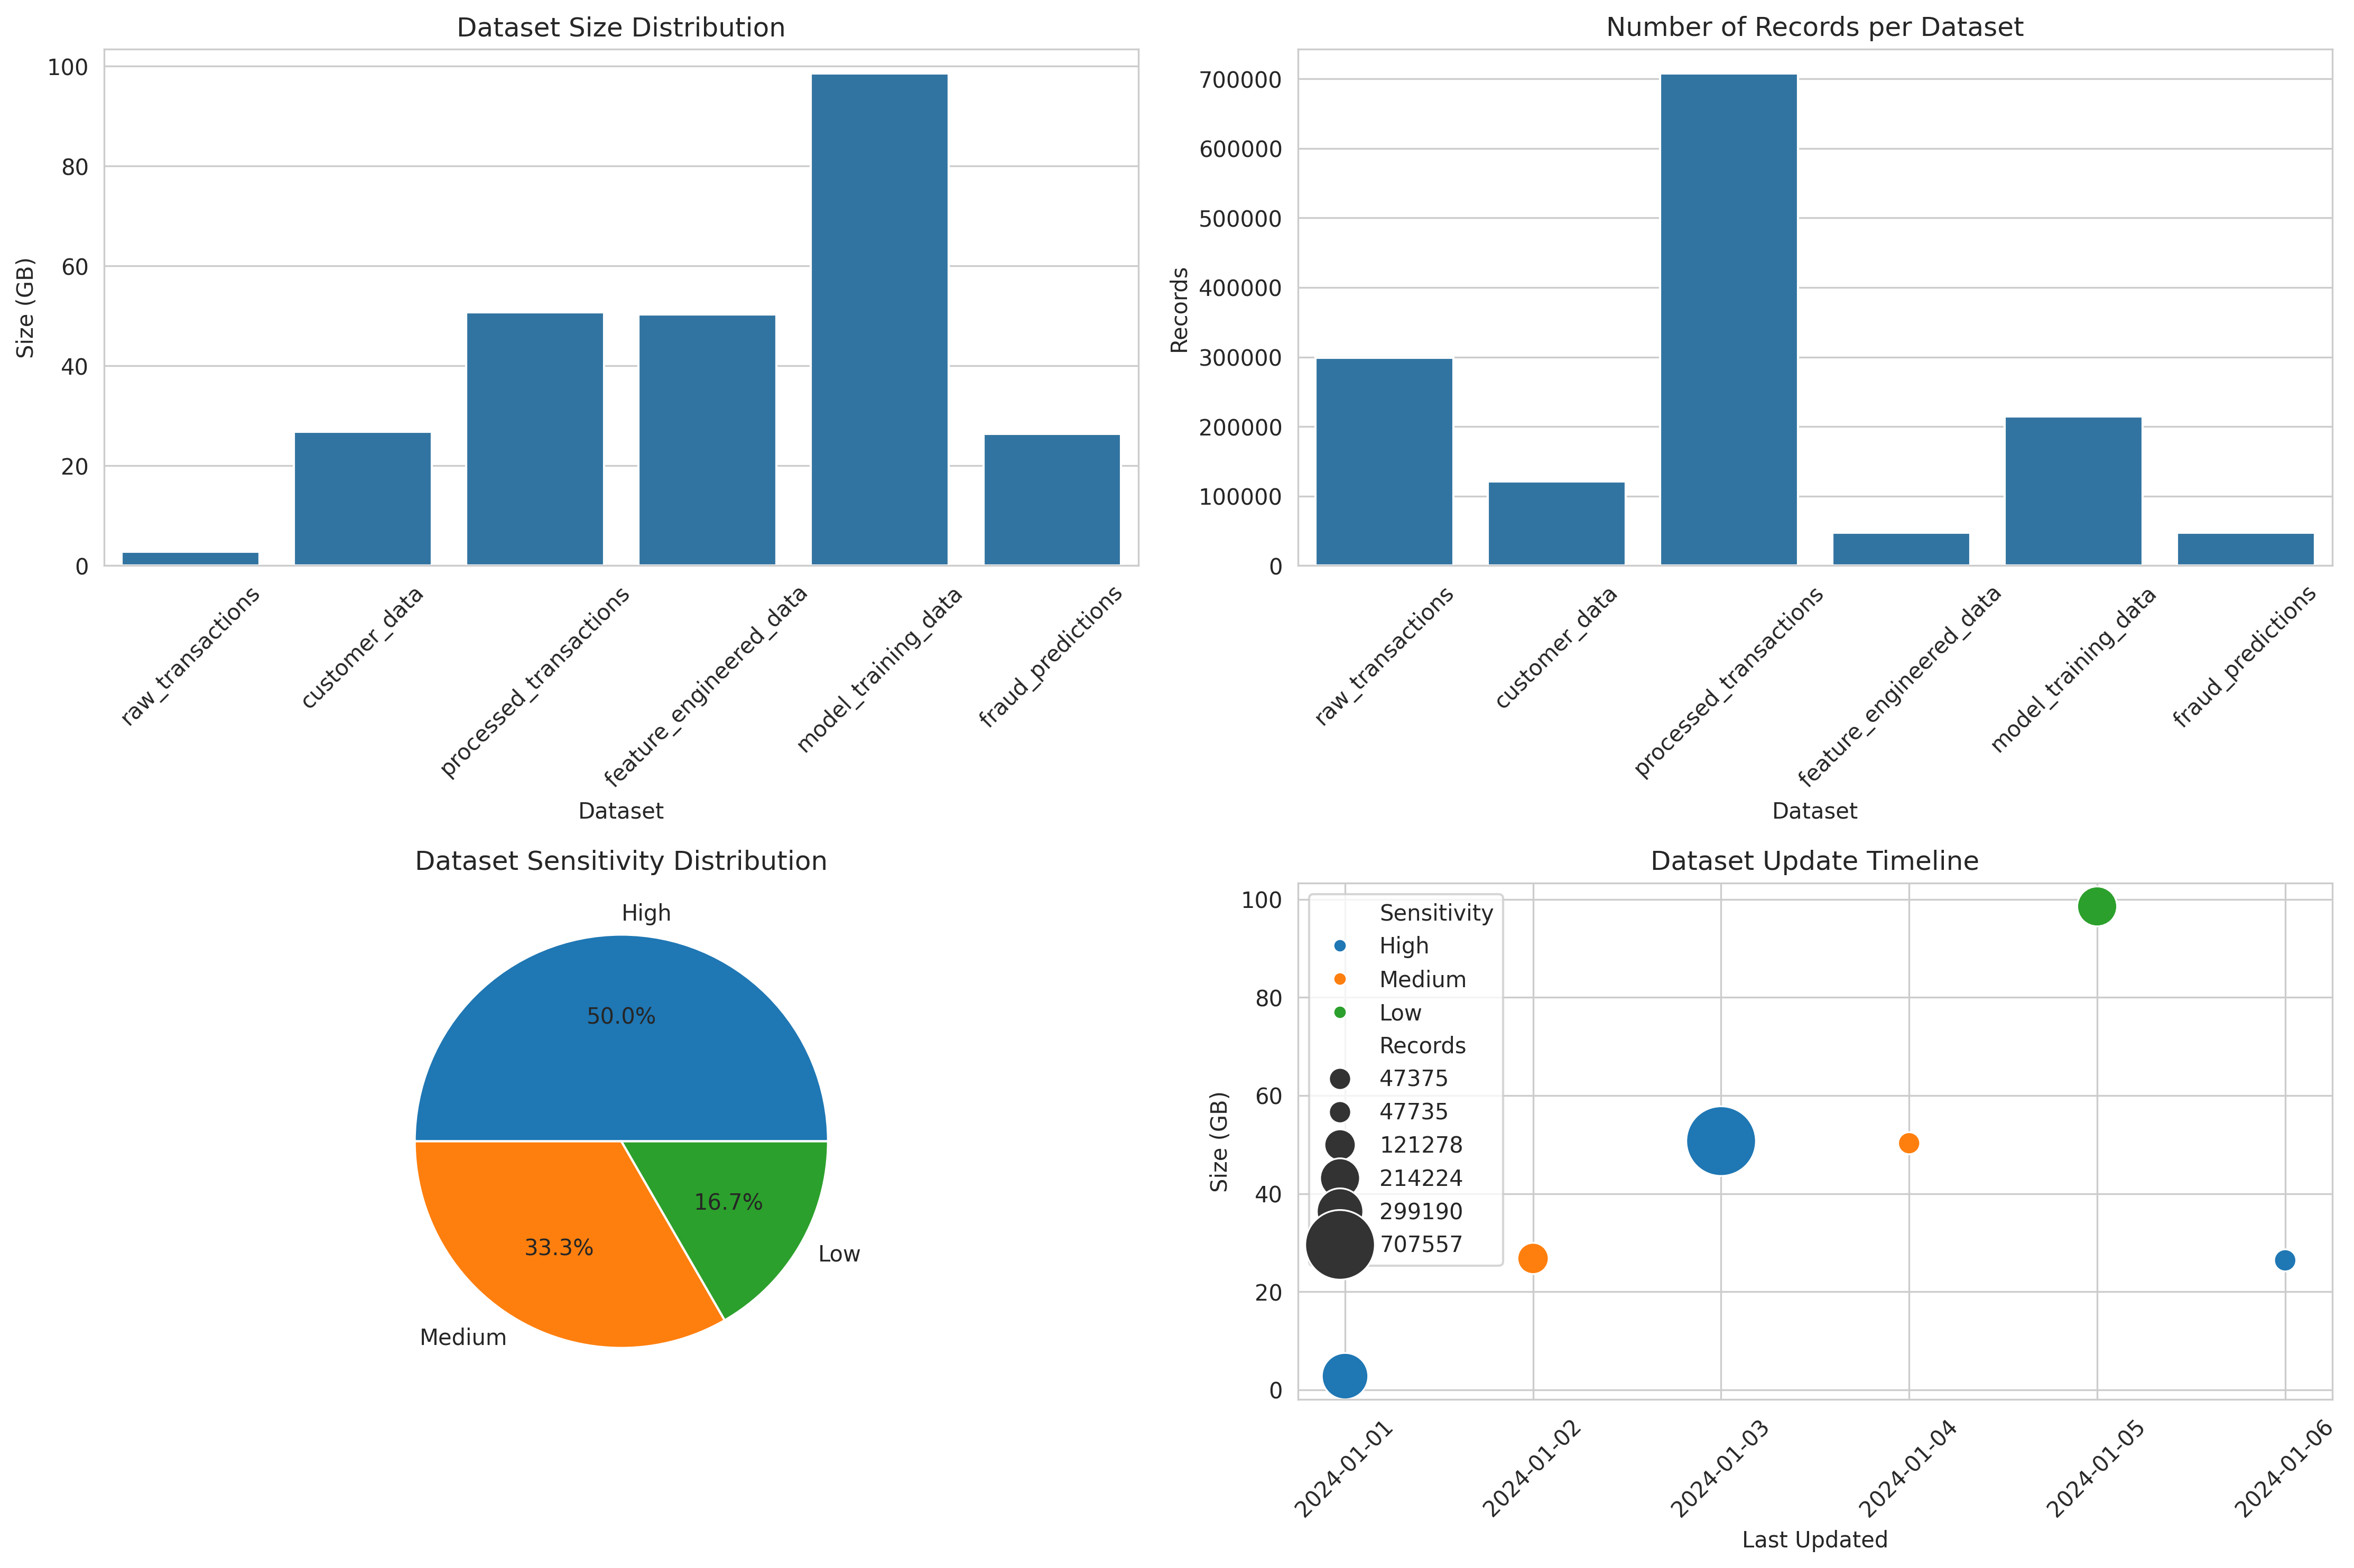 Dataset Size Distribution
Size (GB)
100
80
60
40
20
0
raw_transactions
customer_data
processed_transactions
feature_engineered_data
model_training_data
fraud_predictions
Dataset
Number of Records per Dataset
Records
700000
600000
500000
400000
300000
200000
100000
0
raw_transactions
customer_data
processed_transactions
feature_engineered_data
model_training_data
fraud_predictions
Dataset
Dataset Sensitivity Distribution
High
50.0%
33.3%
16.7%
Low
Medium
Dataset Update Timeline
Size (GB)
100
80
60
40
20
0
Sensitivity
High
Medium
Low
Records
47375
47735
121278
214224
299190
707557
2024-01-01
2024-01-02
2024-01-03
2024-01-04
2024-01-05
2024-01-06
Last Updated